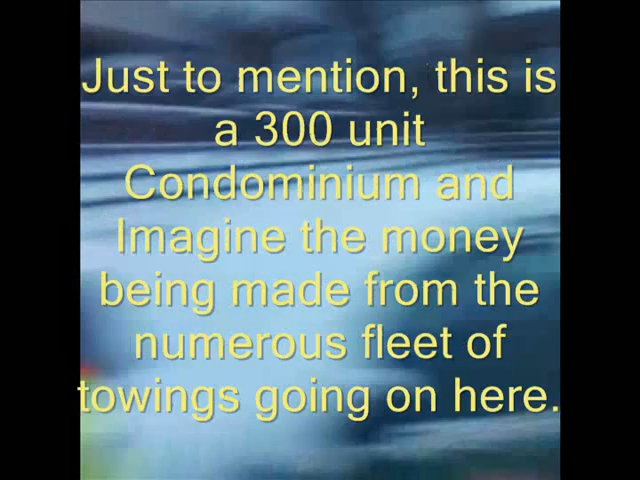 Just to mention, this is
a 300 unit
Condominium and
Imagine the money
being made from the
numerous fleet of
towings going on here.